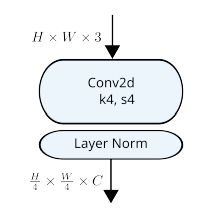 H × W × 3
Conv2d
k4, s4
Layer Norm
H/4 × W/4 × C